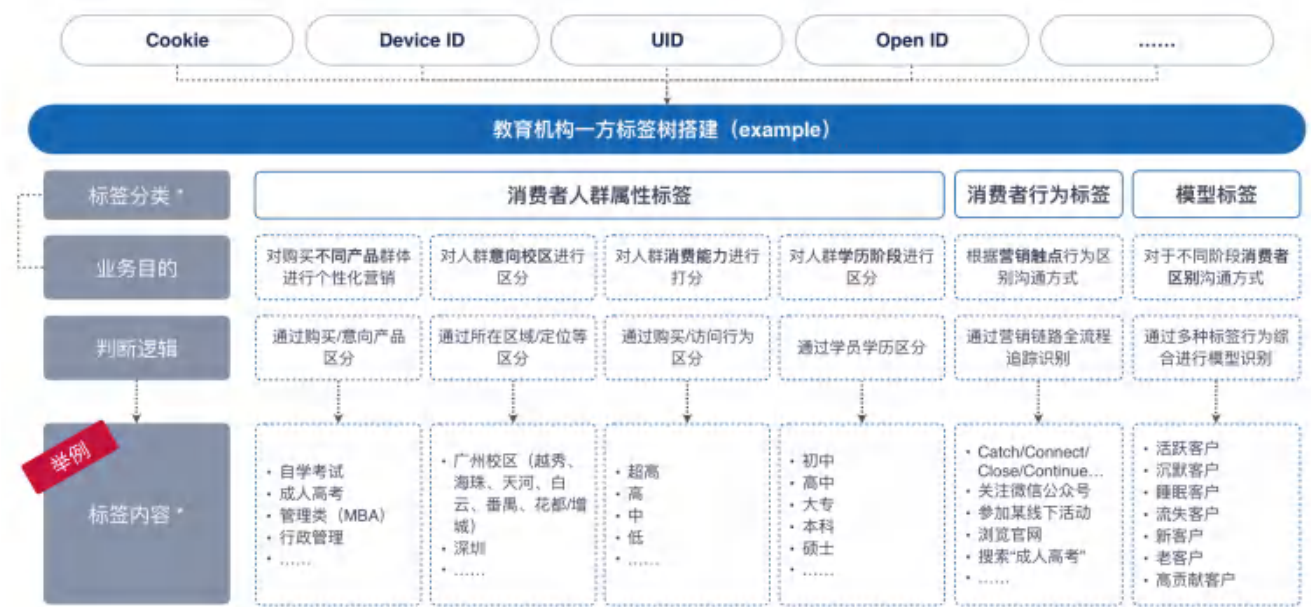 Cookie
Device ID
UID
Open ID
......
教育机构一方标签树搭建（example）
标签分类 *
消费者人群属性标签
消费者行为标签
模型标签
业务目的
对购买不同产品群体
进行个性化营销
对人群意向校区进行
区分
对人群消费能力进行
打分
对人群学历阶段进行
区分
根据营销触点行为区
别沟通方式
对于不同阶段消费者
区别沟通方式
判断逻辑
通过购买/意向产品
区分
通过所在区域/定位等
区分
通过购买/访问行为
区分
通过学员学历区分
通过营销链路全流程
追踪识别
通过多种标签行为综
合进行模型识别
举例
标签内容 *
• 自学考试
• 成人高考
• 管理类（MBA）
• 行政管理
• ……
• 广州校区（越秀、
海珠、天河、白
云、番禺、花都/增
城）
• 深圳
• ……
• 超高
• 高
• 中
• 低
• ……
• 初中
• 高中
• 大专
• 本科
• 硕士
• ……
• Catch/Connect/
Close/Continue...
• 关注微信公众号
• 参加某线下活动
• 浏览官网
• 搜索“成人高考”
• ……
• 活跃客户
• 沉默客户
• 睡眠客户
• 流失客户
• 新客户
• 老客户
• 高贡献客户